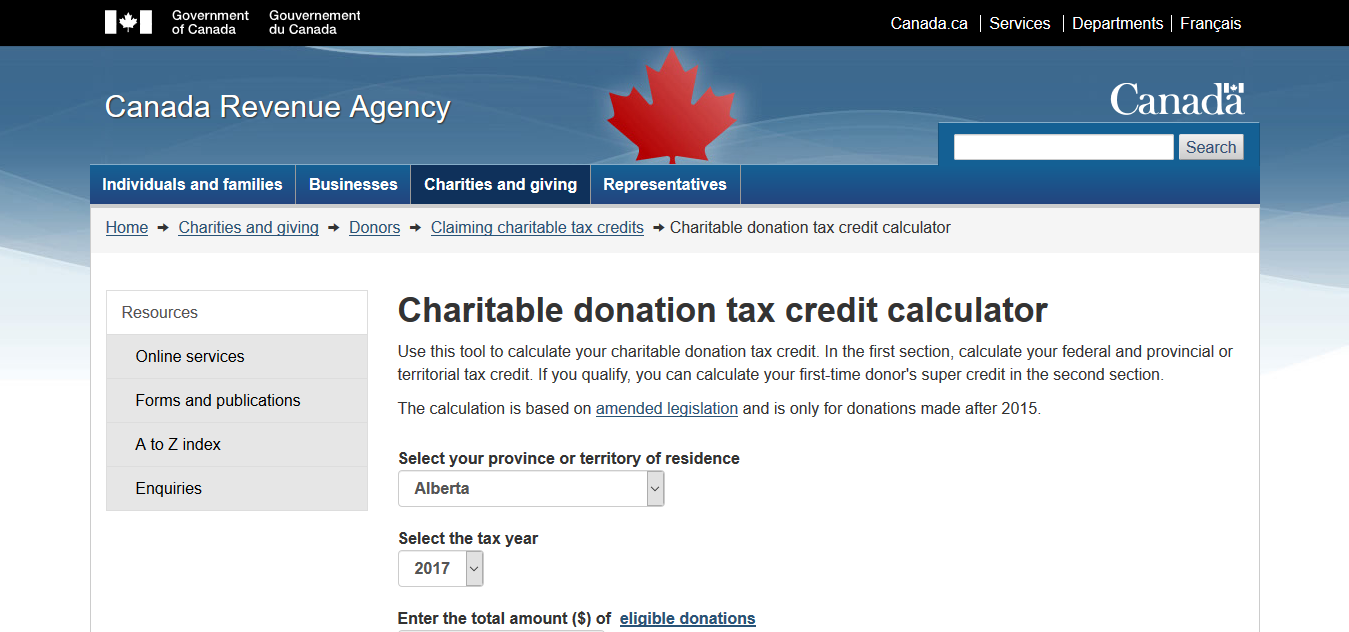 Government of Canada
Gouvernement du Canada
Canada.ca Services Departments Français
Canada Revenue Agency
Canada
Search
Individuals and families Businesses Charities and giving Representatives
Home → Charities and giving → Donors → Claiming charitable tax credits → Charitable donation tax credit calculator
Resources
Online services
Forms and publications
A to Z index
Enquiries
Charitable donation tax credit calculator
Use this tool to calculate your charitable donation tax credit. In the first section, calculate your federal and provincial or
territorial tax credit. If you qualify, you can calculate your first-time donor's super credit in the second section.
The calculation is based on amended legislation and is only for donations made after 2015.
Select your province or territory of residence
Alberta
Select the tax year
2017
Enter the total amount ($) of eligible donations